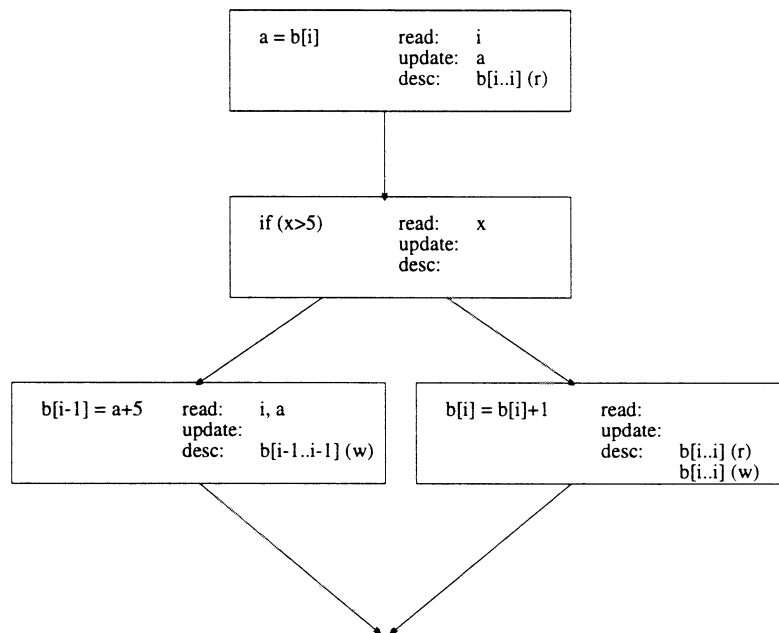 a = b[i] read: i
update: a
desc: b[i..i] (r)
if (x>5) read: x
update:
desc:
b[i-1] = a+5 read: i, a
update:
desc: b[i-1..i-1] (w)
b[i] = b[i]+1 read:
update:
desc: b[i..i] (r)
b[i..i] (w)